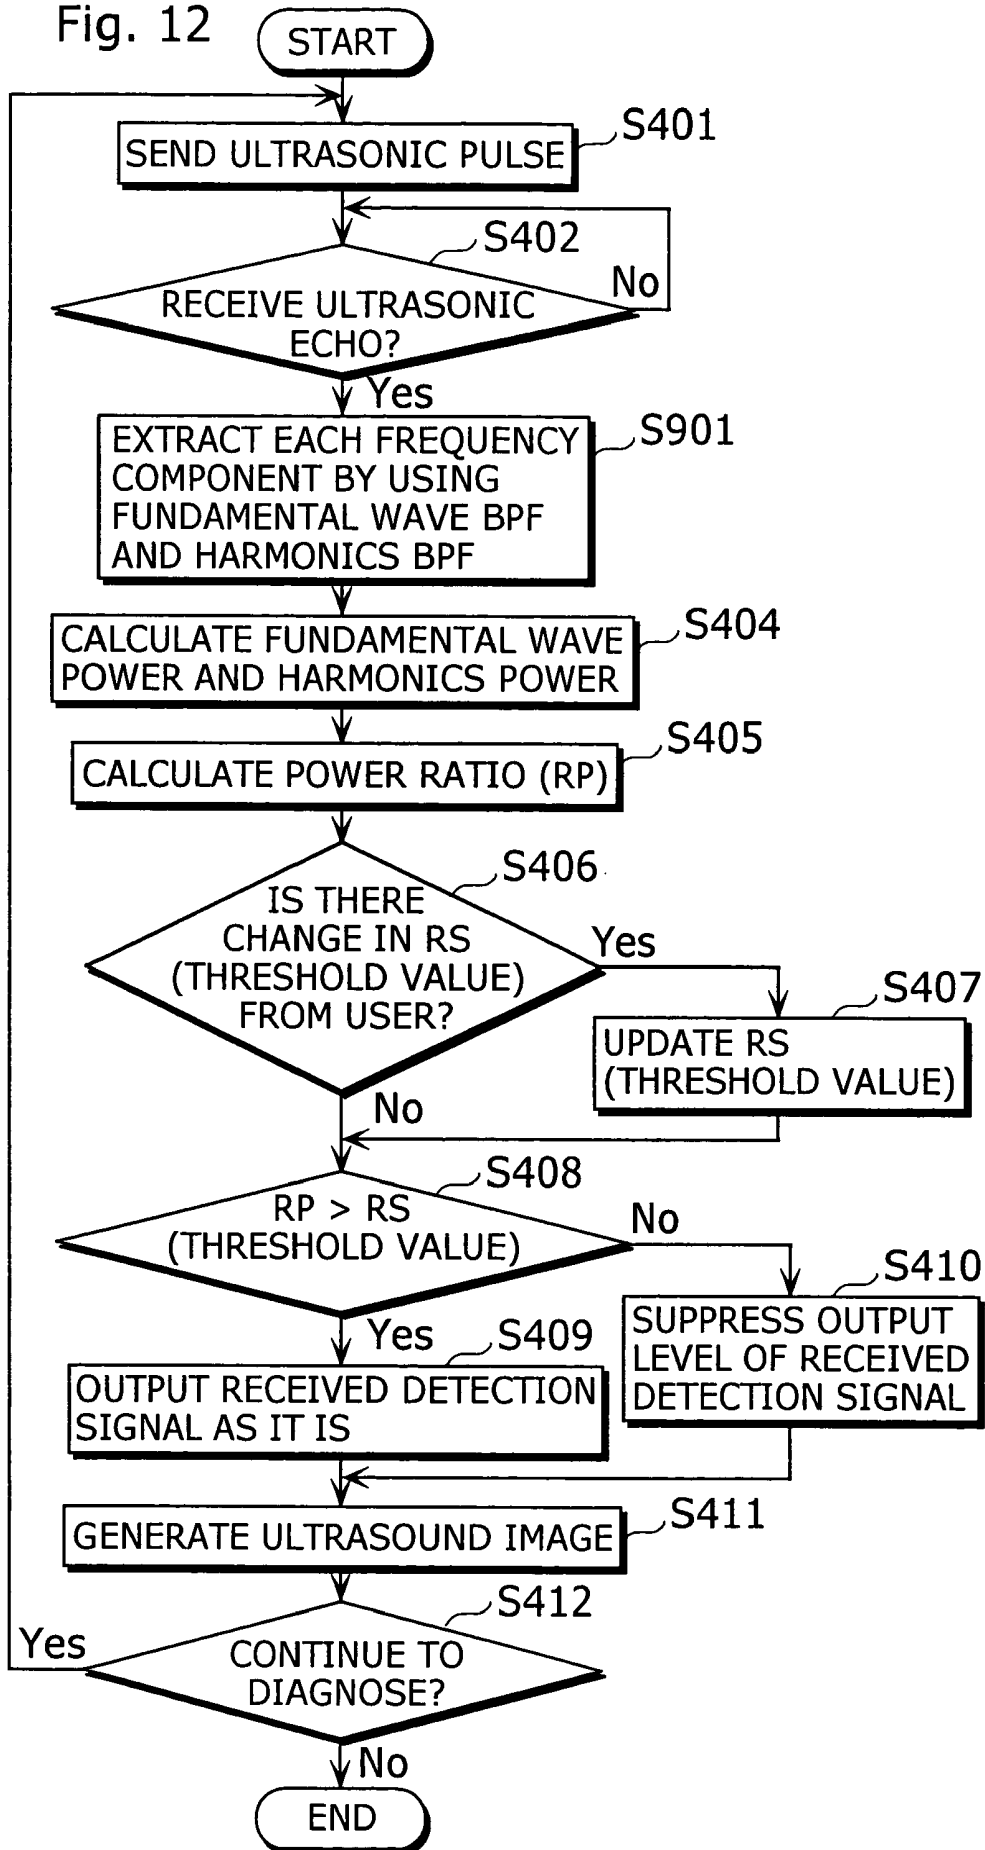 Fig. 12
START
SEND ULTRASONIC PULSE
S401
S402
RECEIVE ULTRASONIC
ECHO?
No
Yes
S901
EXTRACT EACH FREQUENCY
COMPONENT BY USING
FUNDAMENTAL WAVE BPF
AND HARMONICS BPF
CALCULATE FUNDAMENTAL WAVE
POWER AND HARMONICS POWER
S404
S405
CALCULATE POWER RATIO (RP)
S406
IS THERE
CHANGE IN RS
(THRESHOLD VALUE)
FROM USER?
Yes
S407
UPDATE RS
(THRESHOLD VALUE)
No
S408
RP > RS
(THRESHOLD VALUE)
No
S410
SUPPRESS OUTPUT
LEVEL OF RECEIVED
DETECTION SIGNAL
Yes
S409
OUTPUT RECEIVED DETECTION
SIGNAL AS IT IS
GENERATE ULTRASOUND IMAGE
S411
S412
Yes
CONTINUE TO
DIAGNOSE?
No
END